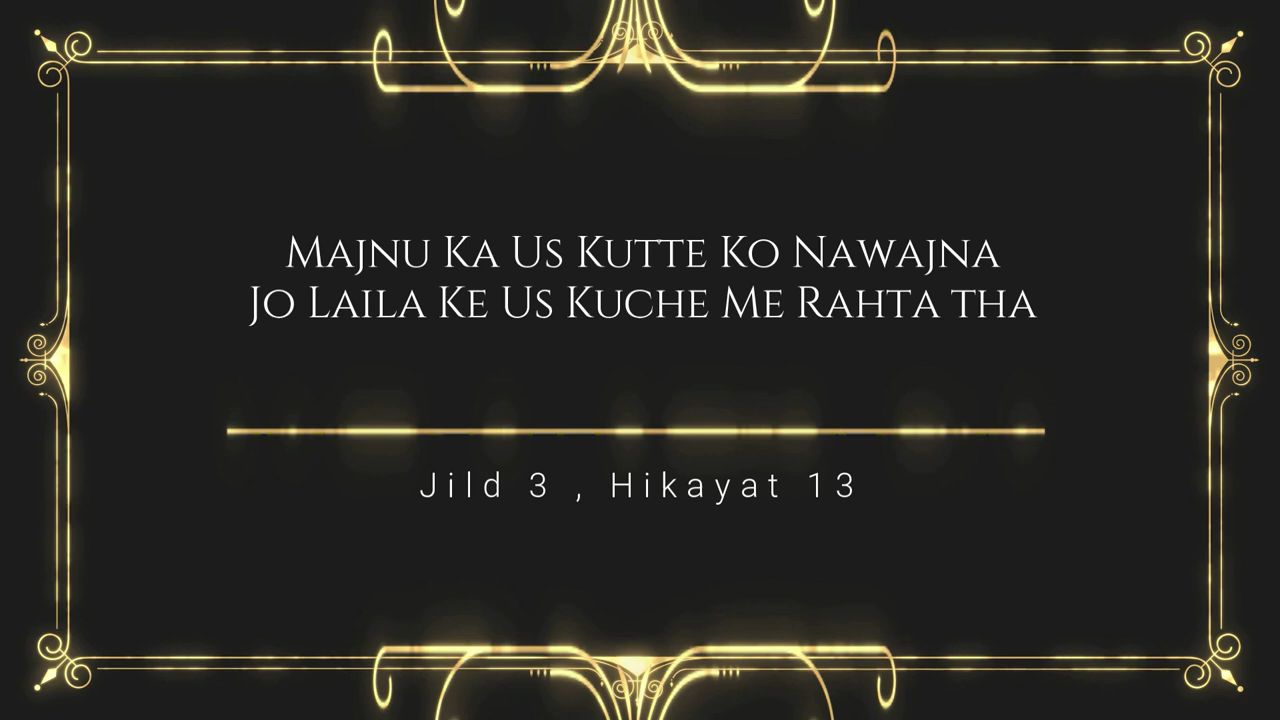 Majnu Ka Us Kutte Ko Nawajna
Jo Laila Ke Us Kuche Me Rahta tha
Jild 3 , Hikayat 13